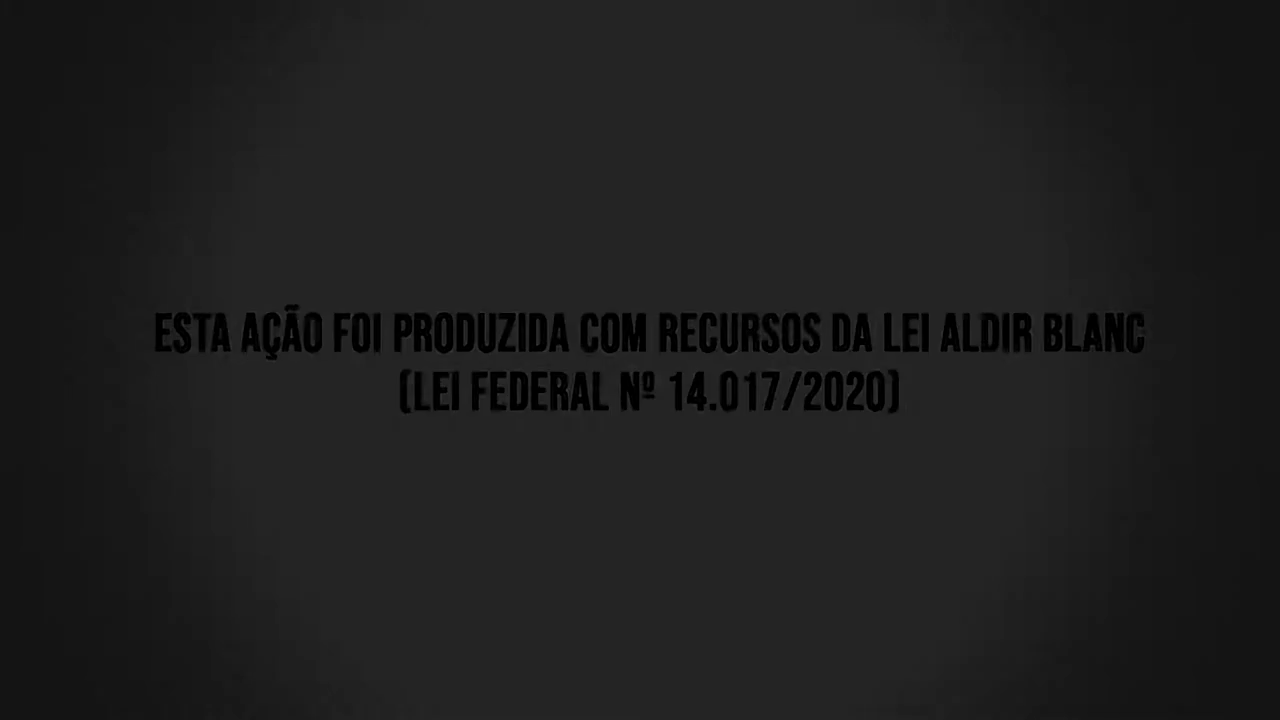 ESTA AÇÃO FOI PRODUZIDA COM RECURSOS DA LEI ALDIR BLANC
(LEI FEDERAL Nº 14.017/2020)